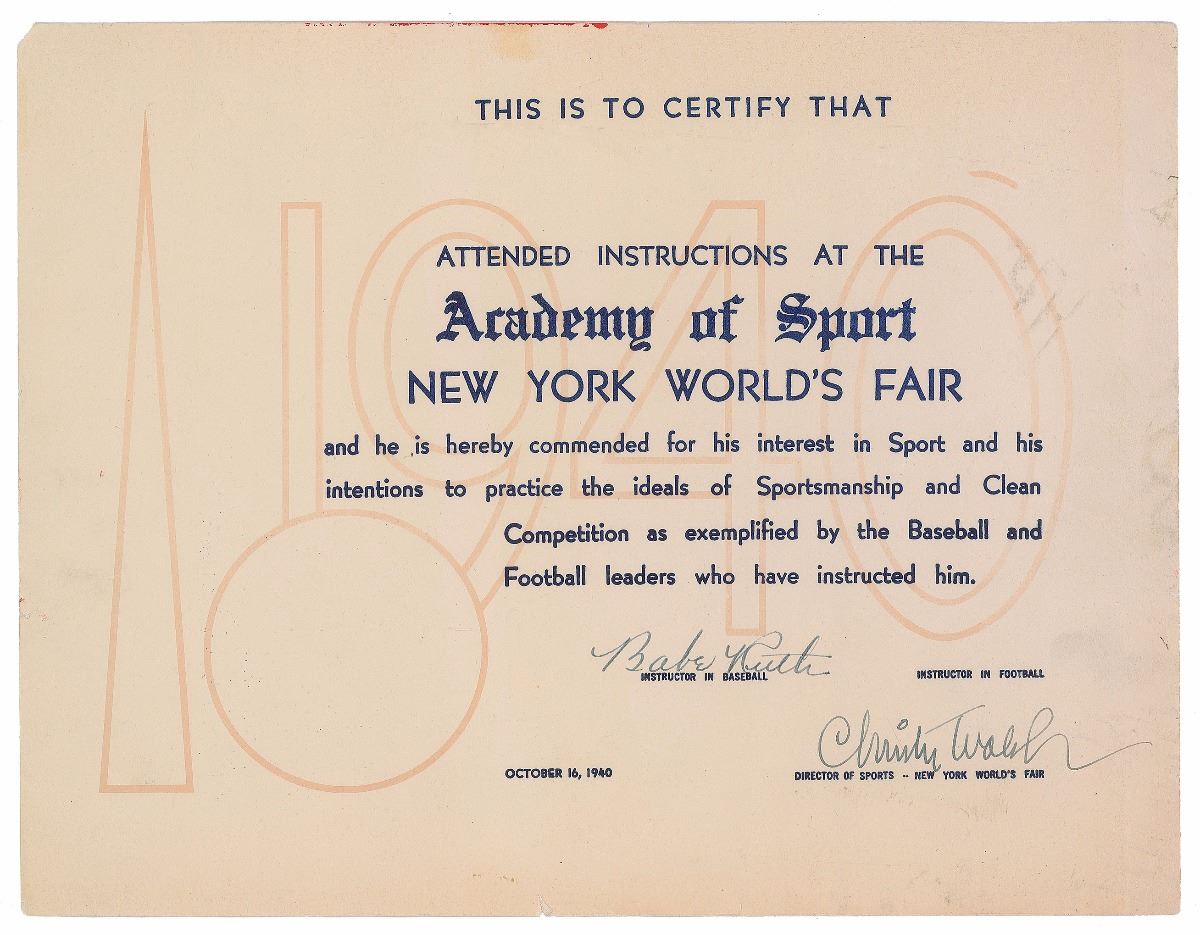 THIS IS TO CERTIFY THAT
1940
ATTENDED INSTRUCTIONS AT THE
Academy of Sport
NEW YORK WORLD'S FAIR
and he is hereby commended for his interest in Sport and his
intentions to practice the ideals of Sportsmanship and Clean
Competition as exemplified by the Baseball and
Football leaders who have instructed him.
Babe Ruth
INSTRUCTOR IN BASEBALL
INSTRUCTOR IN FOOTBALL
Christy Walsh
OCTOBER 16, 1940
DIRECTOR OF SPORTS -- NEW YORK WORLD'S FAIR